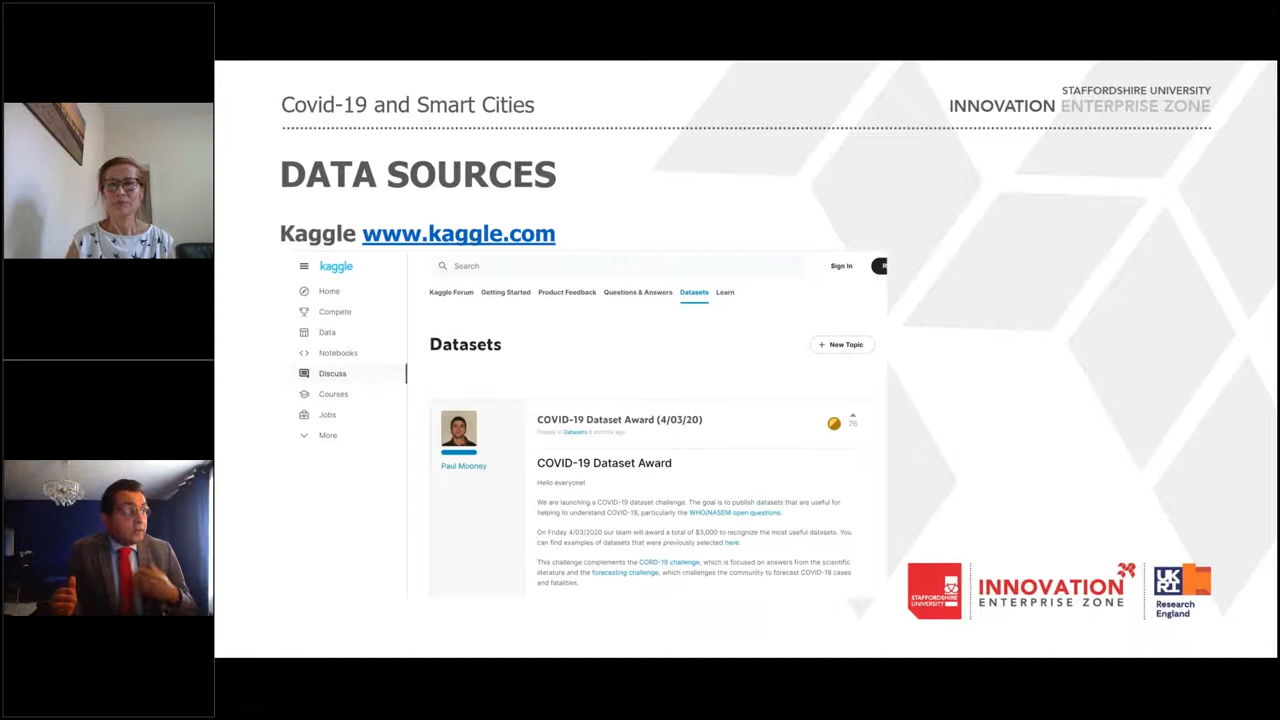 Covid-19 and Smart Cities
STAFFORDSHIRE UNIVERSITY
INNOVATION ENTERPRISE ZONE
DATA SOURCES
Kaggle www.kaggle.com
kaggle
Search
Sign In
R
Home
Compete
Data
Notebooks
Discuss
Courses
Jobs
More
Kaggle Forum Getting Started Product Feedback Questions & Answers Datasets Learn
Datasets
+ New Topic
Paul Mooney
COVID-19 Dataset Award (4/03/20)
Posted in Datasets 8 months ago
76
COVID-19 Dataset Award
Hello everyone!
We are launching a COVID-19 dataset challenge. The goal is to publish datasets that are useful for
helping to understand COVID-19, particularly the WHO/NASEM open questions.
On Friday 4/03/2020 our team will award a total of $3,000 to recognize the most useful datasets. You
can find examples of datasets that were previously selected here.
This challenge complements the CORD-19 challenge, which is focused on answers from the scientific
literature and the forecasting challenge, which challenges the community to forecast COVID-19 cases
and fatalities.
STAFFORDSHIRE
UNIVERSITY
INNOVATION
ENTERPRISE ZONE
UK
RI
Research
England